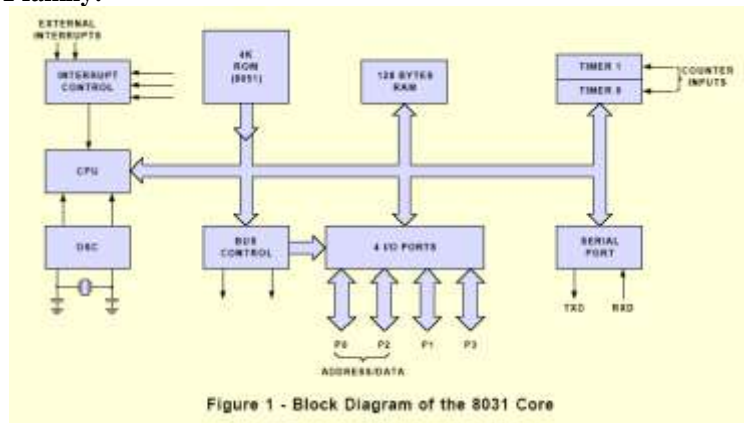 EXTERNAL
INTERRUPTS
INTERRUPT
CONTROL
4K
ROM
(8051)
128 BYTES
RAM
TIMER 1
TIMER 0
COUNTER
INPUTS
CPU
OSC
BUS
CONTROL
4 I/O PORTS
SERIAL
PORT
TXD RXD
P0 P2 P1 P3
ADDRESS/DATA
Figure 1 - Block Diagram of the 8031 Core